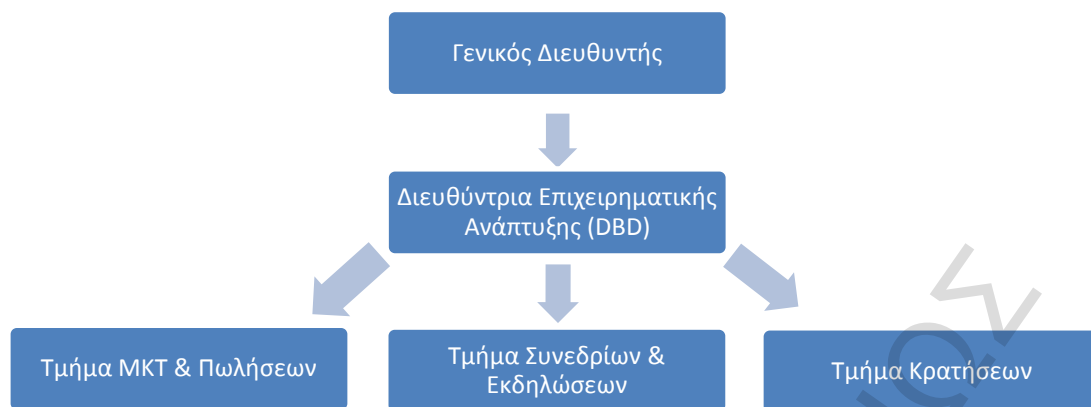 Γενικός Διευθυντής
Διευθύντρια Επιχειρηματικής
Ανάπτυξης (DBD)
Τμήμα ΜΚΤ & Πωλήσεων
Τμήμα Συνεδρίων &
Εκδηλώσεων
Τμήμα Κρατήσεων